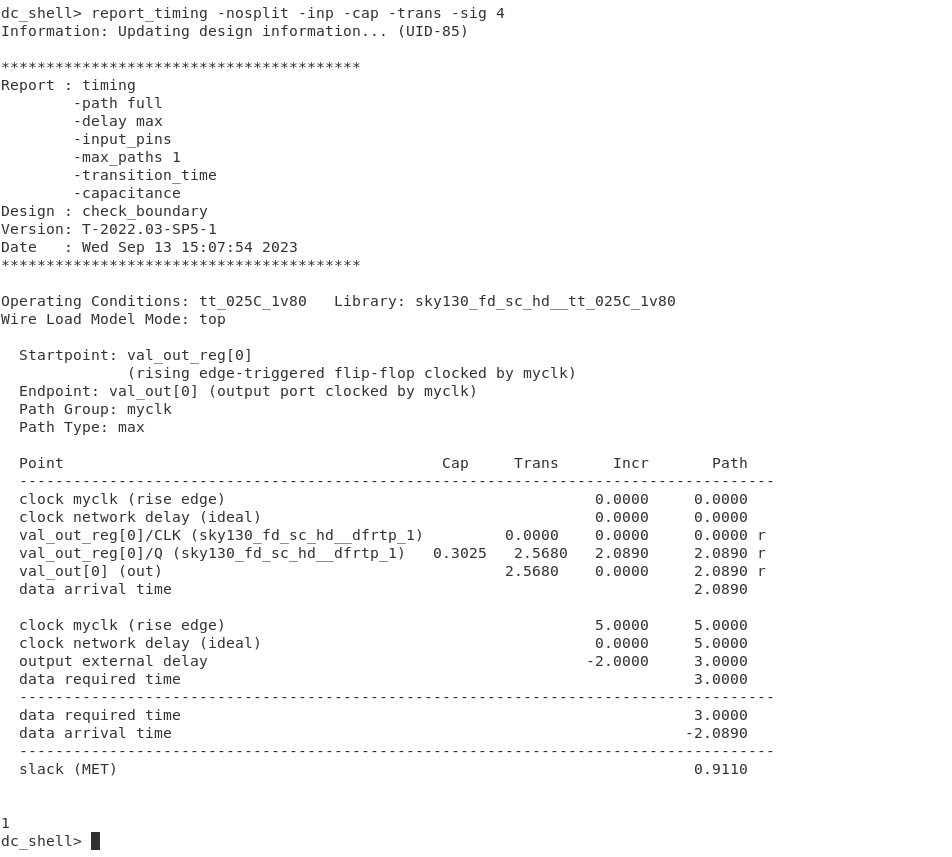 dc_shell> report_timing -nosplit -inp -cap -trans -sig 4
Information: Updating design information... (UID-85)
****************************************
Report : timing
        -path full
        -delay max
        -input_pins
        -max_paths 1
        -transition_time
        -capacitance
Design : check_boundary
Version: T-2022.03-SP5-1
Date   : Wed Sep 13 15:07:54 2023
****************************************
Operating Conditions: tt_025C_1v80   Library: sky130_fd_sc_hd__tt_025C_1v80
Wire Load Model Mode: top
  Startpoint: val_out_reg[0]
              (rising edge-triggered flip-flop clocked by myclk)
  Endpoint: val_out[0] (output port clocked by myclk)
  Path Group: myclk
  Path Type: max
  Point                                          Cap     Trans      Incr       Path
  ------------------------------------------------------------------------------------
  clock myclk (rise edge)                                         0.0000     0.0000
  clock network delay (ideal)                                     0.0000     0.0000
  val_out_reg[0]/CLK (sky130_fd_sc_hd__dfrtp_1)         0.0000    0.0000     0.0000 r
  val_out_reg[0]/Q (sky130_fd_sc_hd__dfrtp_1)   0.3025   2.5680   2.0890     2.0890 r
  val_out[0] (out)                                      2.5680    0.0000     2.0890 r
  data arrival time                                                          2.0890
  clock myclk (rise edge)                                         5.0000     5.0000
  clock network delay (ideal)                                     0.0000     5.0000
  output external delay                                          -2.0000     3.0000
  data required time                                                         3.0000
  ------------------------------------------------------------------------------------
  data required time                                                         3.0000
  data arrival time                                                         -2.0890
  ------------------------------------------------------------------------------------
  slack (MET)                                                                0.9110
1
dc_shell>